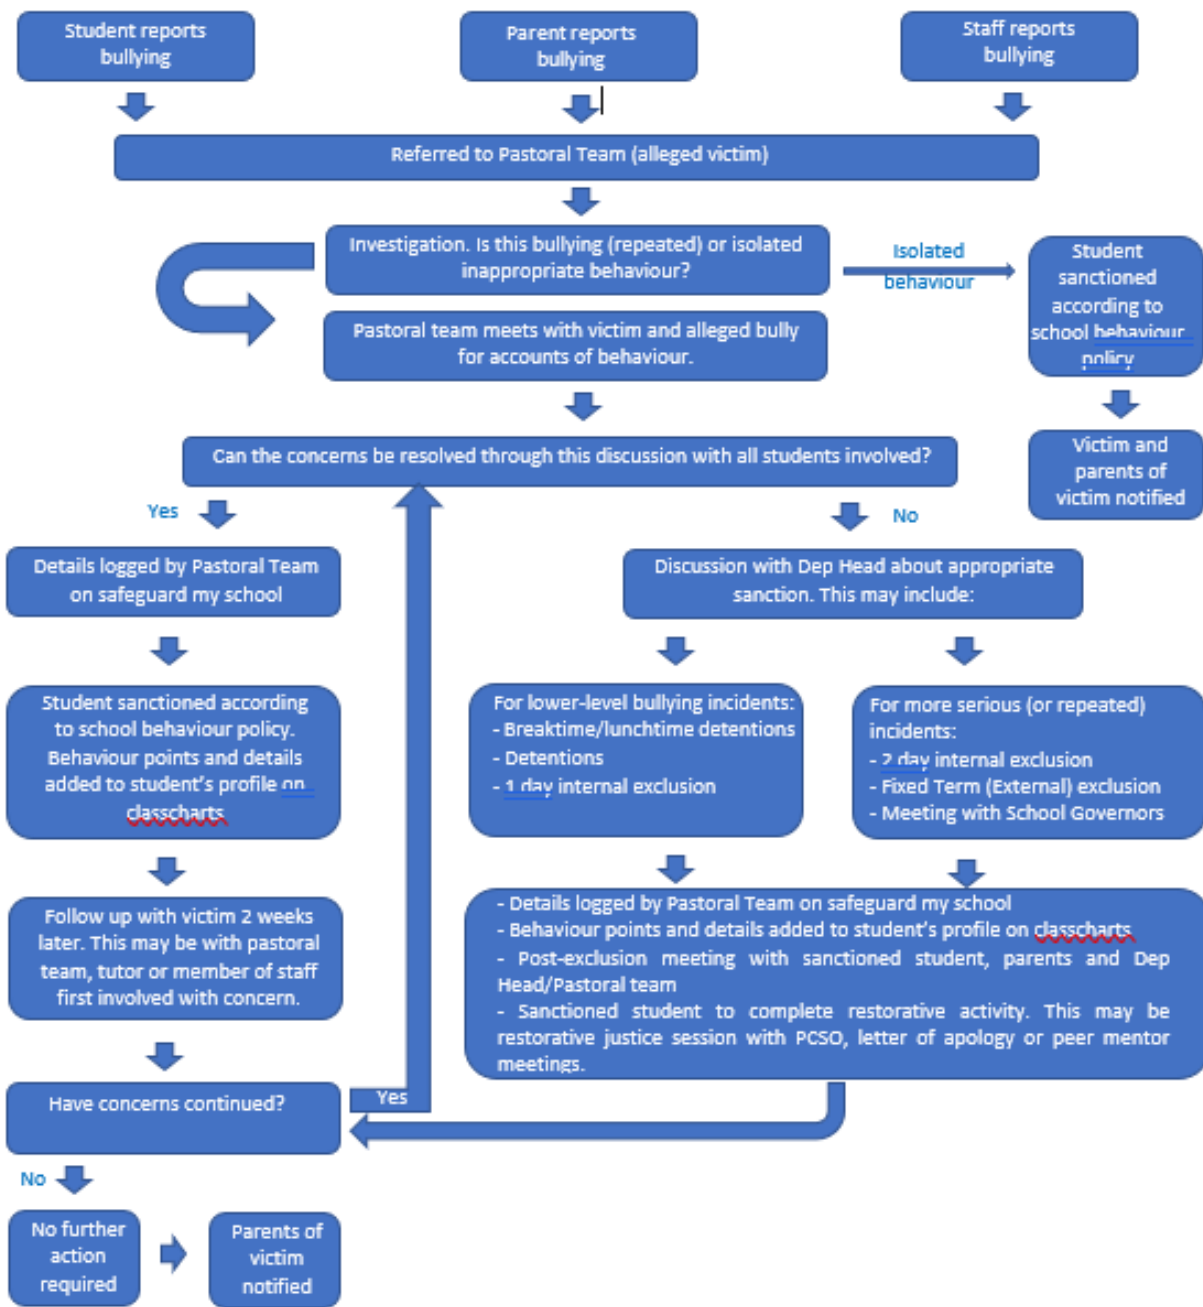 Student reports
bullying
Parent reports
bullying
Staff reports
bullying
Referred to Pastoral Team (alleged victim)
Investigation. Is this bullying (repeated) or isolated
inappropriate behaviour?
Isolated
behaviour
Student
sanctioned
according to
school behaviour
policy
Pastoral team meets with victim and alleged bully
for accounts of behaviour.
Victim and
parents of
victim notified
Can the concerns be resolved through this discussion with all students involved?
Yes
No
Details logged by Pastoral Team
on safeguard my school
Discussion with Dep Head about appropriate
sanction. This may include:
Student sanctioned according
to school behaviour policy.
Behaviour points and details
added to student's profile on
classcharts
For lower-level bullying incidents:
- Breaktime/lunchtime detentions
- Detentions
- 1 day internal exclusion
For more serious (or repeated)
incidents:
- 2 day internal exclusion
- Fixed Term (External) exclusion
- Meeting with School Governors
Follow up with victim 2 weeks
later. This may be with pastoral
team, tutor or member of staff
first involved with concern.
- Details logged by Pastoral Team on safeguard my school
- Behaviour points and details added to student's profile on classcharts
- Post-exclusion meeting with sanctioned student, parents and Dep
Head/Pastoral team
- Sanctioned student to complete restorative activity. This may be
restorative justice session with PCSO, letter of apology or peer mentor
meetings.
Have concerns continued?
Yes
No
No further
action
required
Parents of
victim
notified